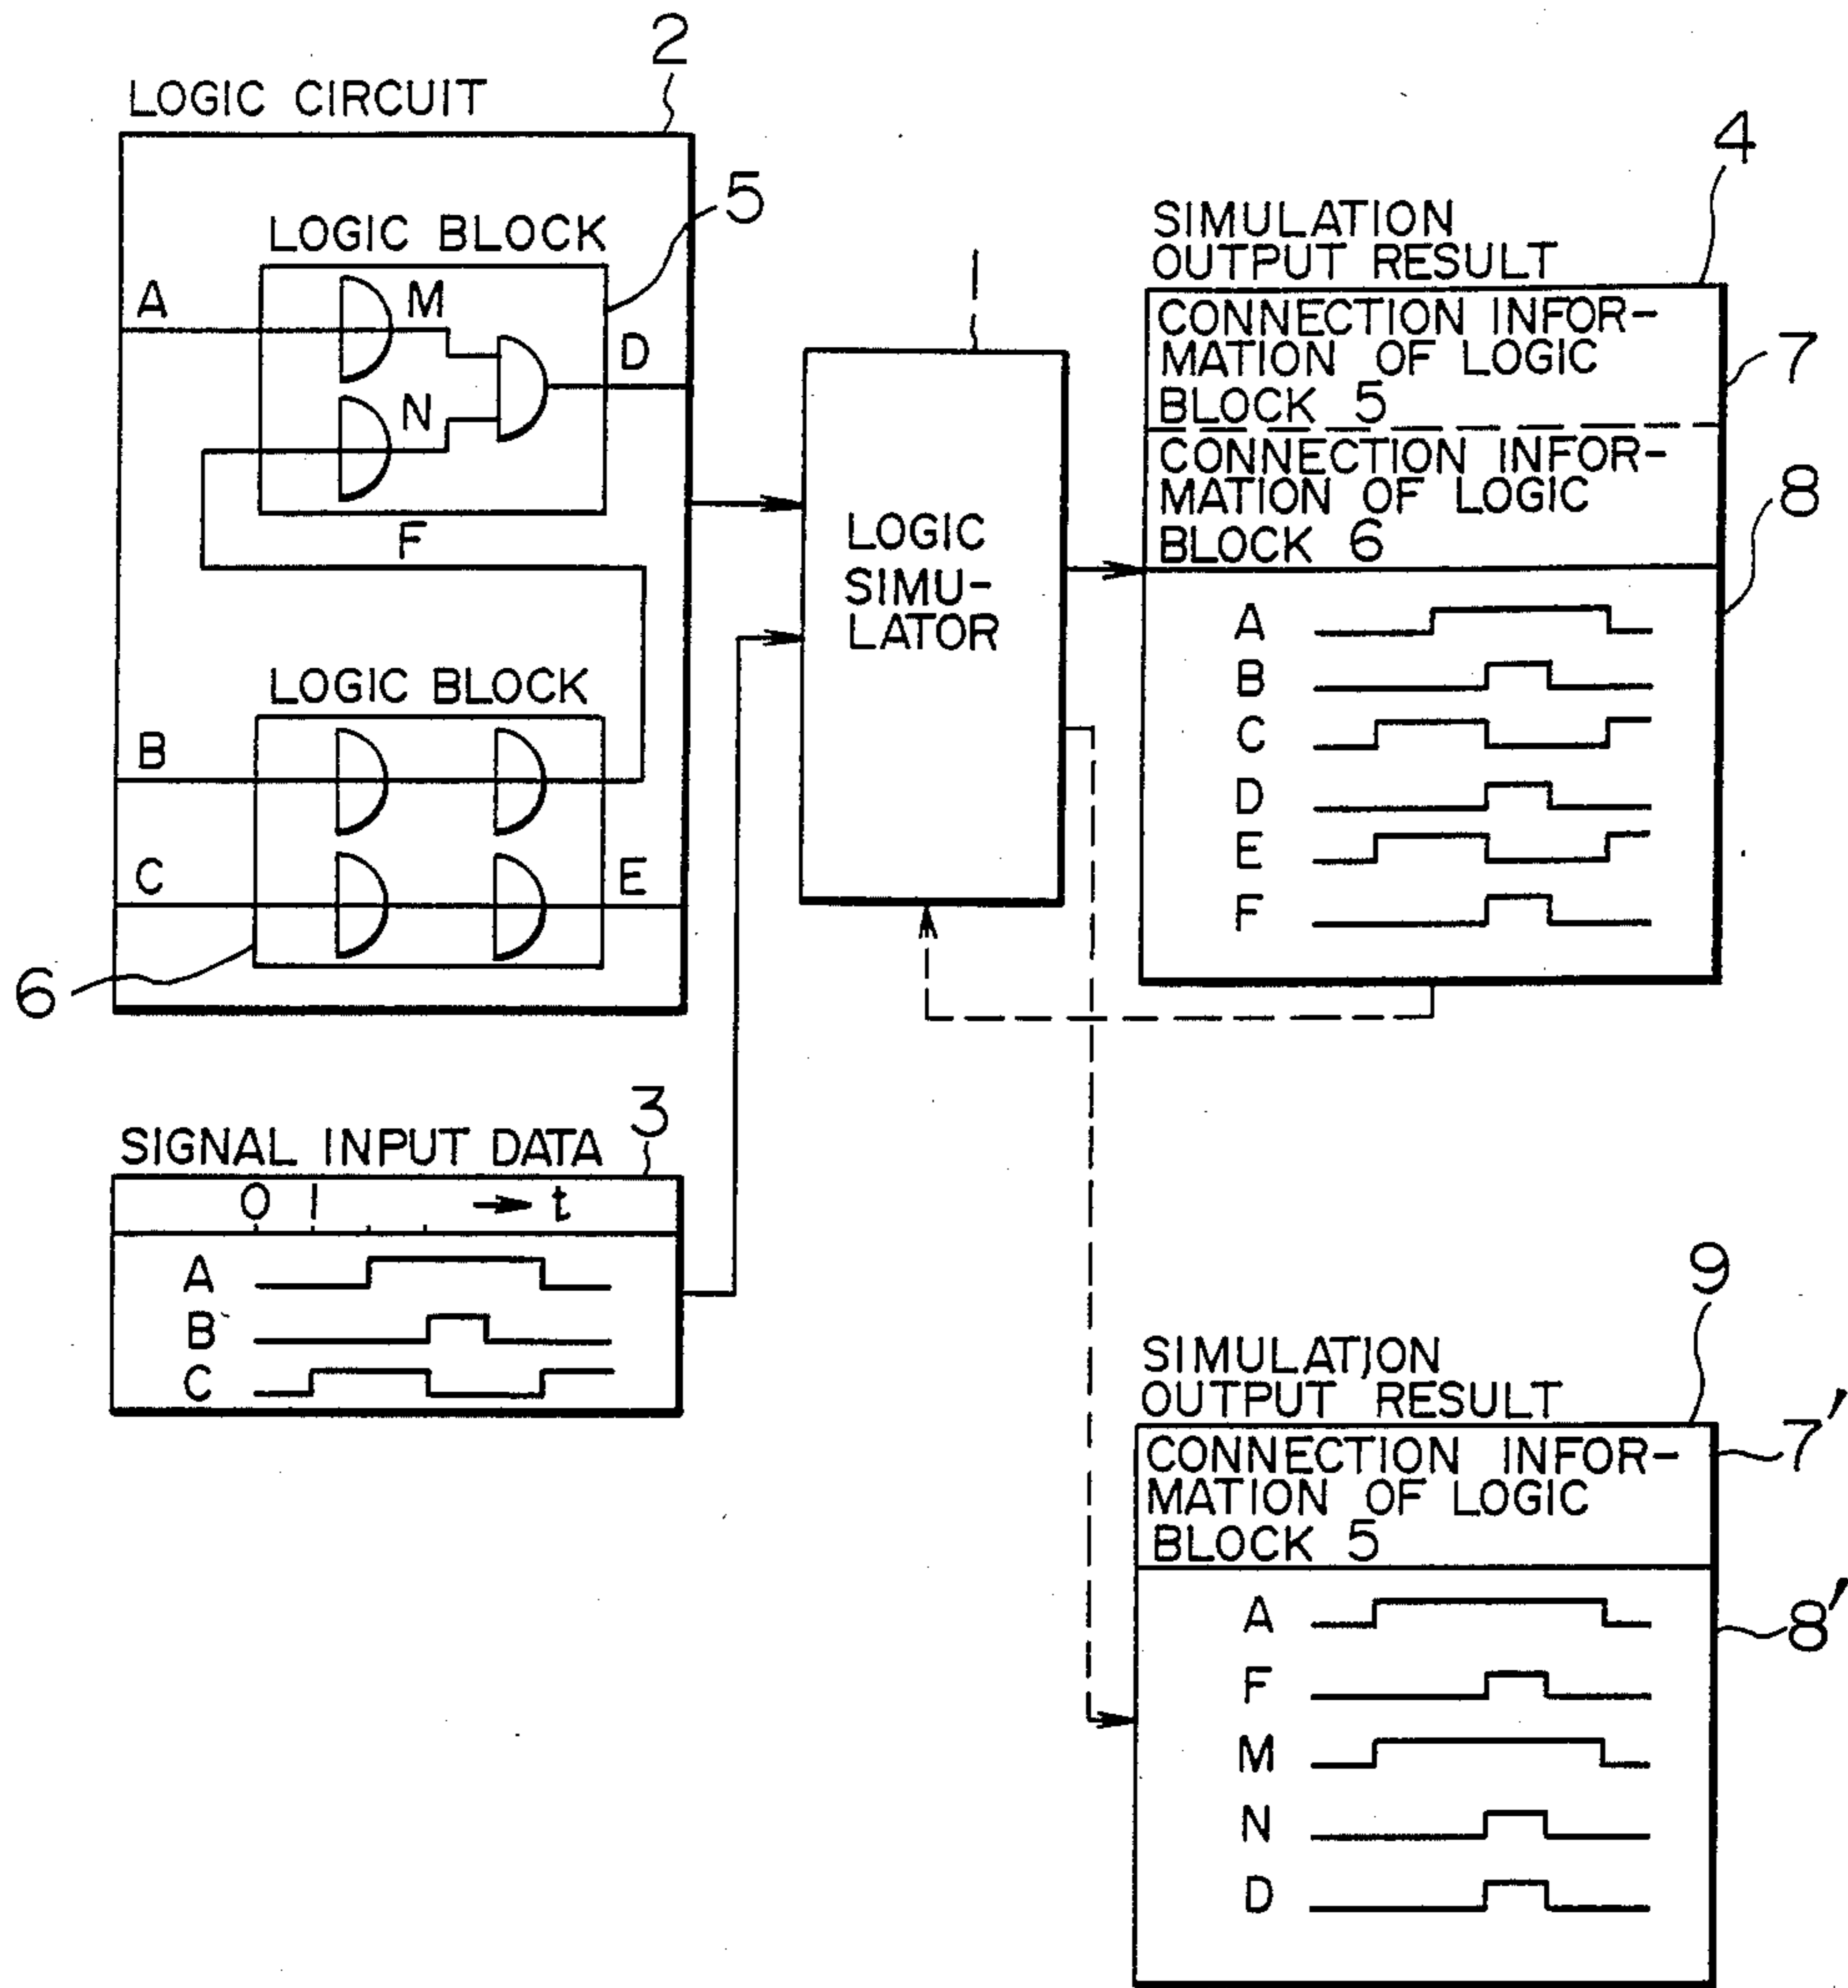 2
LOGIC CIRCUIT
5
LOGIC BLOCK
A
M
D
N
F
LOGIC BLOCK
B
C
E
6
SIGNAL INPUT DATA
3
0 1 → t
A
B
C
1
LOGIC
SIMU-
LATOR
4
SIMULATION
OUTPUT RESULT
CONNECTION INFOR-
MATION OF LOGIC
BLOCK 5
7
CONNECTION INFOR-
MATION OF LOGIC
BLOCK 6
8
A
B
C
D
E
F
9
SIMULATION
OUTPUT RESULT
CONNECTION INFOR-
MATION OF LOGIC
BLOCK 5
7'
8'
A
F
M
N
D